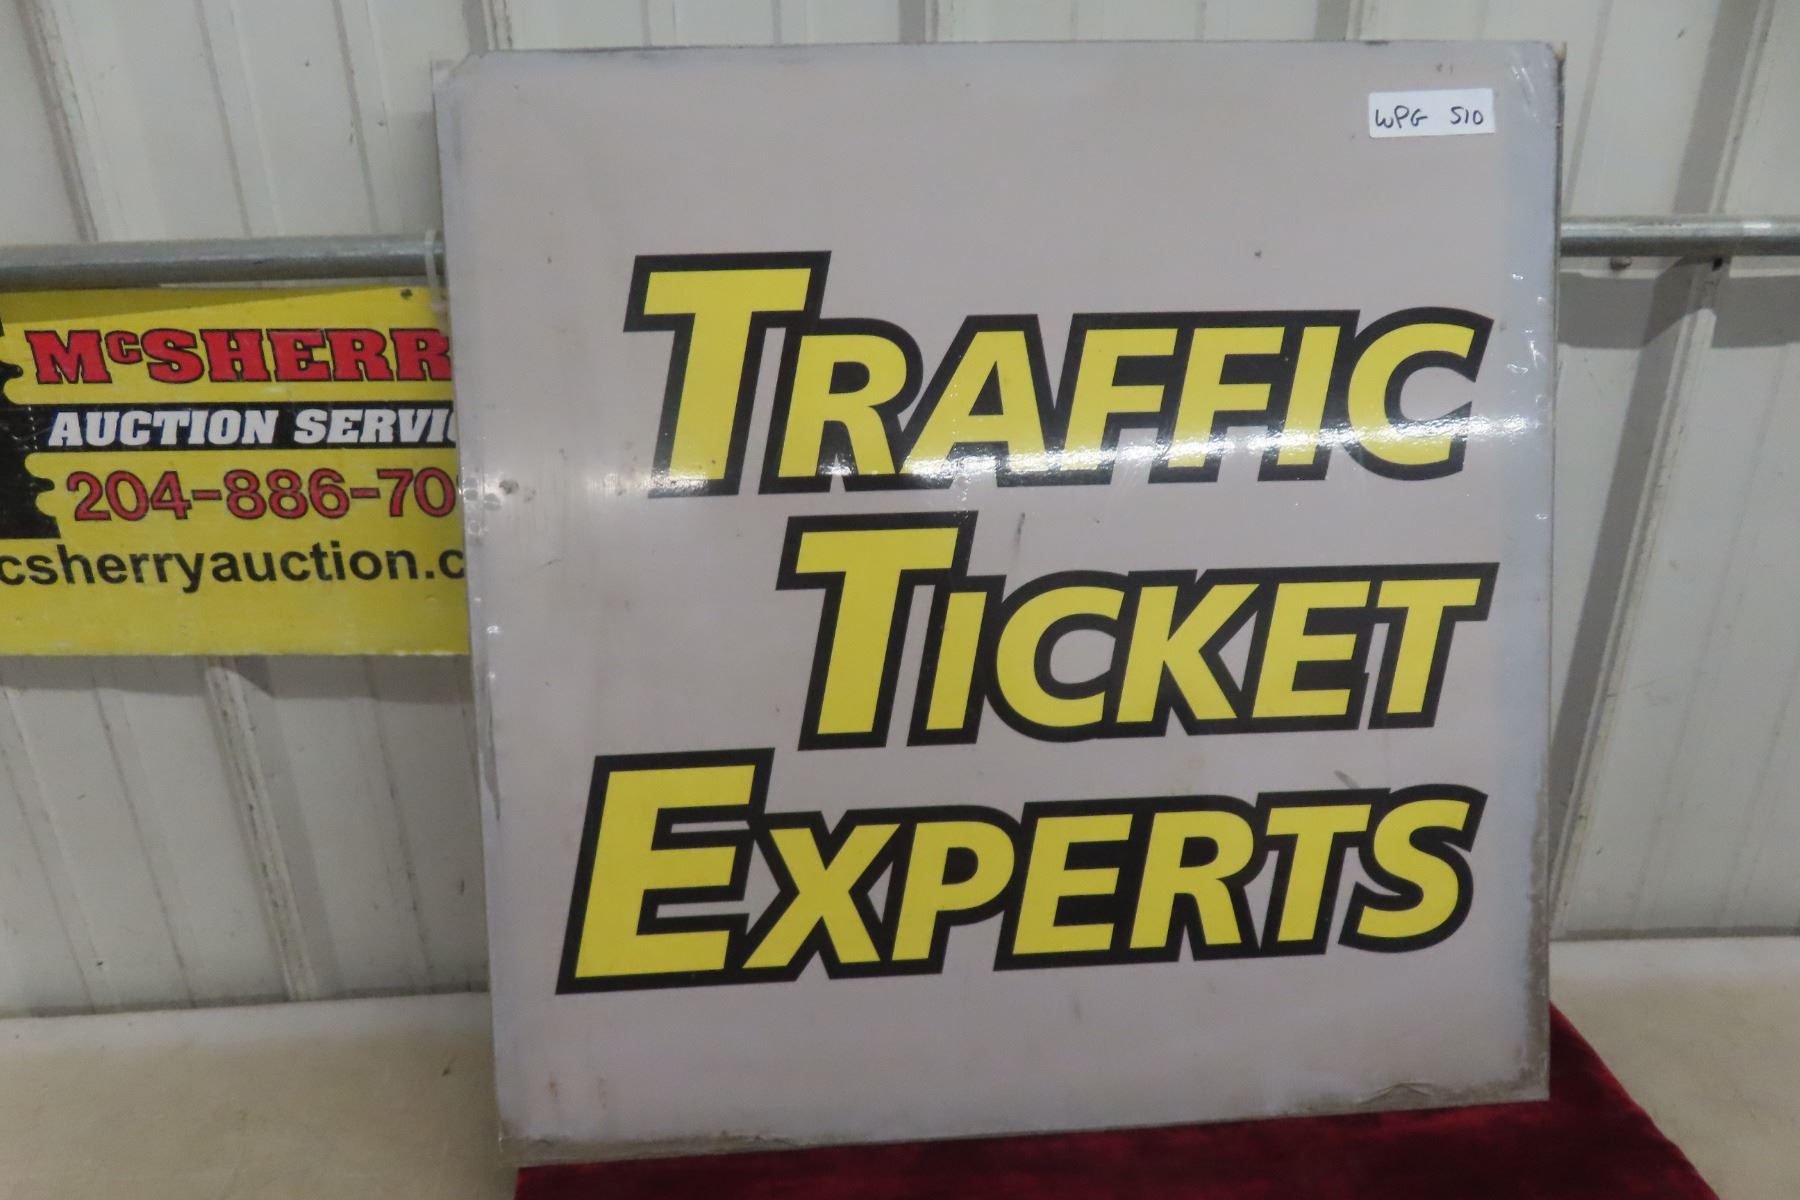 WPG 510
TRAFFIC
TICKET
EXPERTS
McSHERR
AUCTION SERVIC
204-886-70
csherryauction.c